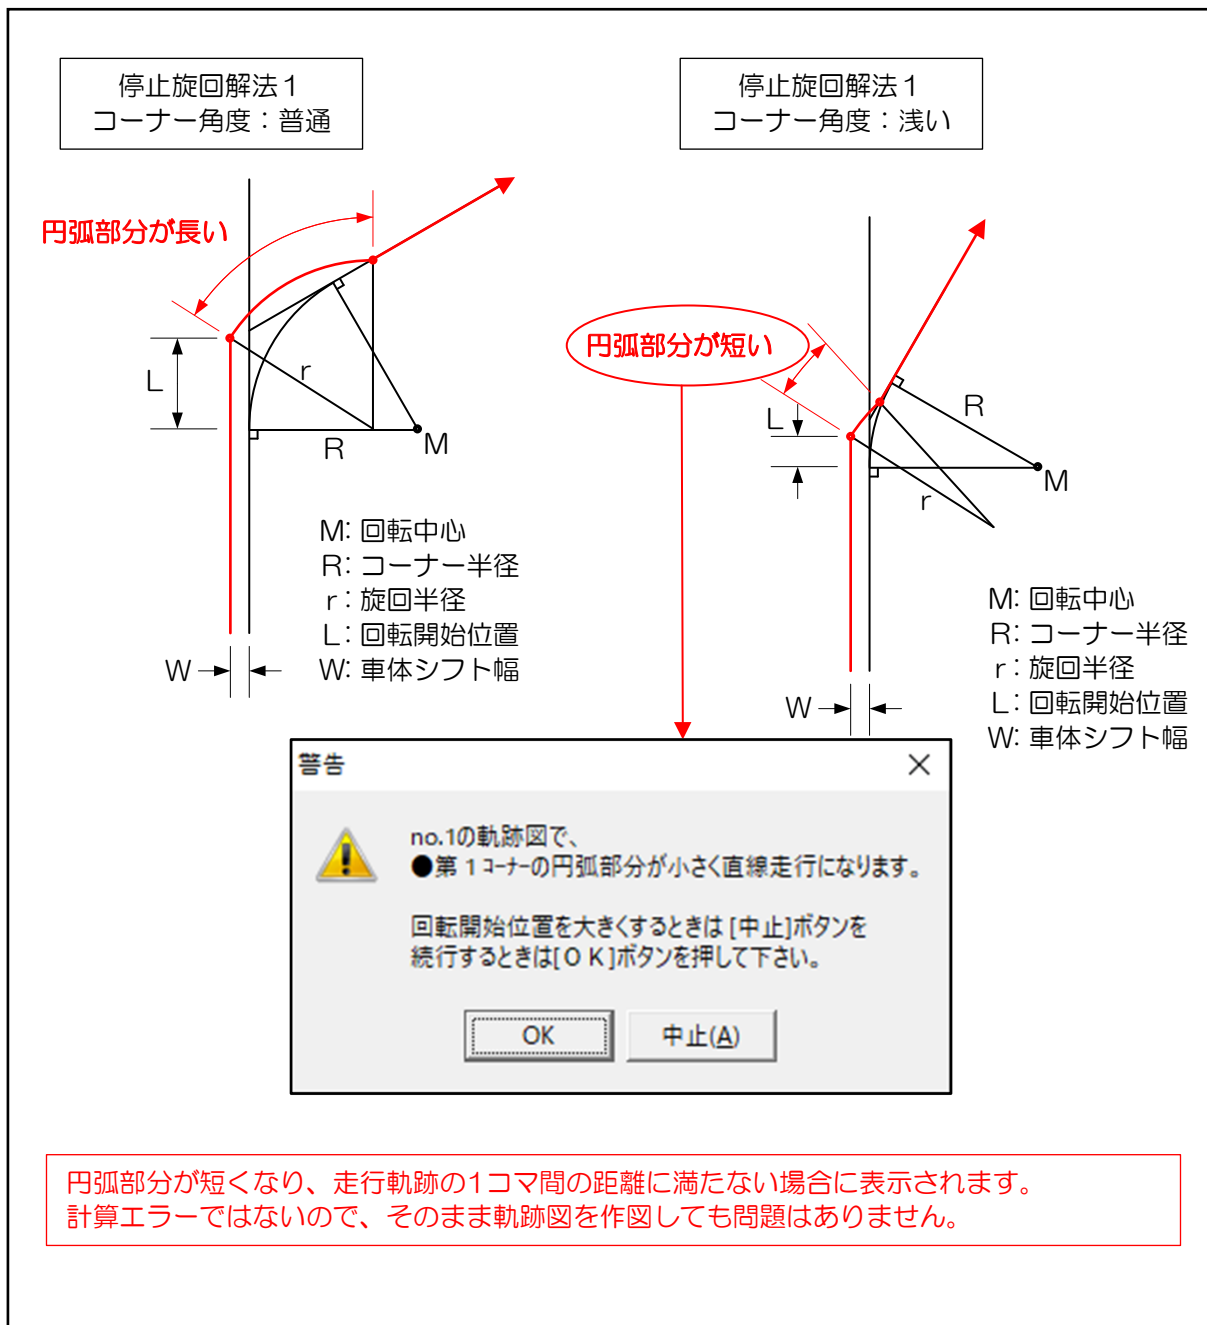 停止旋回解法１
コーナー角度：普通
停止旋回解法１
コーナー角度：浅い
円弧部分が長い
L
r
R
M
W
M: 回転中心
R: コーナー半径
r: 旋回半径
L: 回転開始位置
W: 車体シフト幅
円弧部分が短い
L
R
M
r
W
M: 回転中心
R: コーナー半径
r: 旋回半径
L: 回転開始位置
W: 車体シフト幅
警告
no.1の軌跡図で、
●第 1 ｺｰﾅｰの円弧部分が小さく直線走行になります。
回転開始位置を大きくするときは [中止]ボタンを
続行するときは[ＯＫ]ボタンを押して下さい。
OK
中止(A)
円弧部分が短くなり、走行軌跡の1コマ間の距離に満たない場合に表示されます。
計算エラーではないので、そのまま軌跡図を作図しても問題はありません。